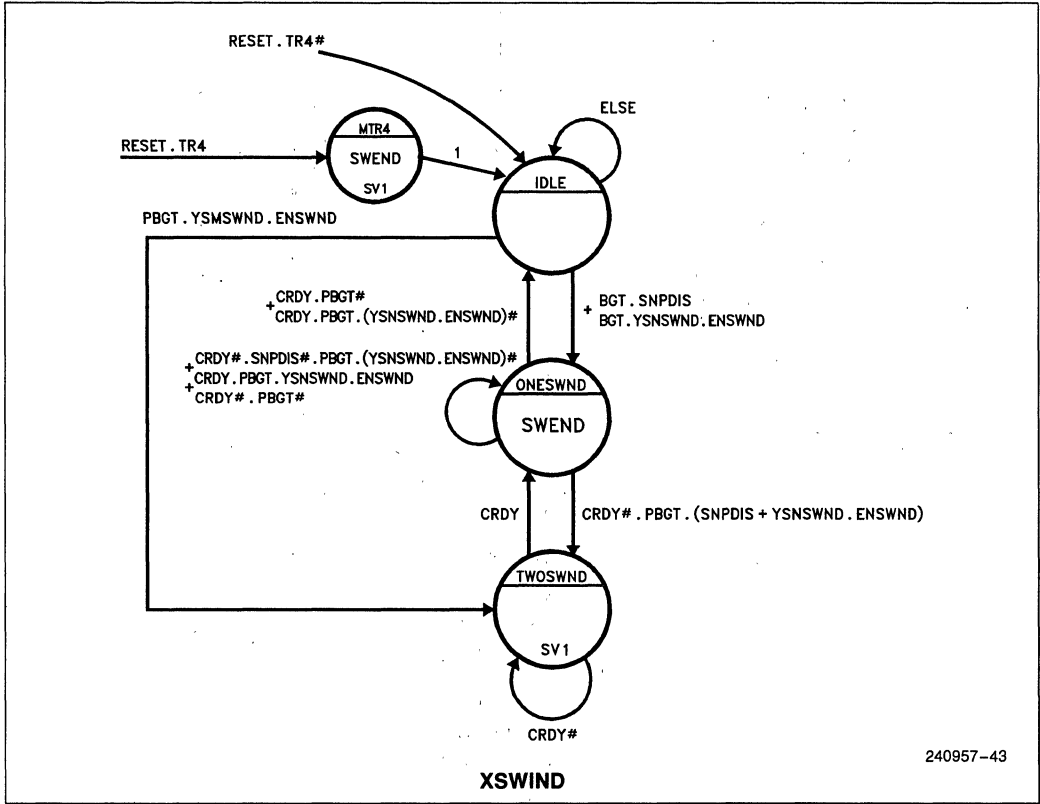 RESET.TR4#
ELSE
MTR4
RESET.TR4
SWEND
1
SV1
IDLE
PBGT.YSMSWND.ENSWND
+CRDY.PBGT#
CRDY.PBGT.(YSNSWND.ENSWND)#
+ BGT.SNPDIS
BGT.YSNSWND.ENSWND
+CRDY#.SNPDIS#.PBGT.(YSNSWND.ENSWND)#
+CRDY.PBGT.YSNSWND.ENSWND
CRDY#.PBGT#
ONESWND
SWEND
CRDY
CRDY#.PBGT.(SNPDIS+YSNSWND.ENSWND)
TWOSWND
SV1
CRDY#
240957-43
XSWIND